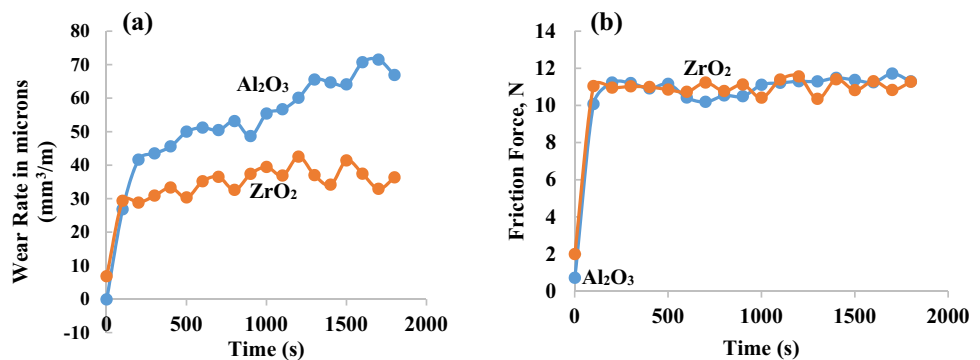 (a)
Wear Rate in microns
(mm³/m)
80
70
60
50
40
30
20
10
0
-10
Al₂O₃
ZrO₂
0 500 1000 1500 2000
Time (s)
(b)
Friction Force, N
14
12
10
8
6
4
2
0
ZrO₂
Al₂O₃
0 500 1000 1500 2000
Time (s)